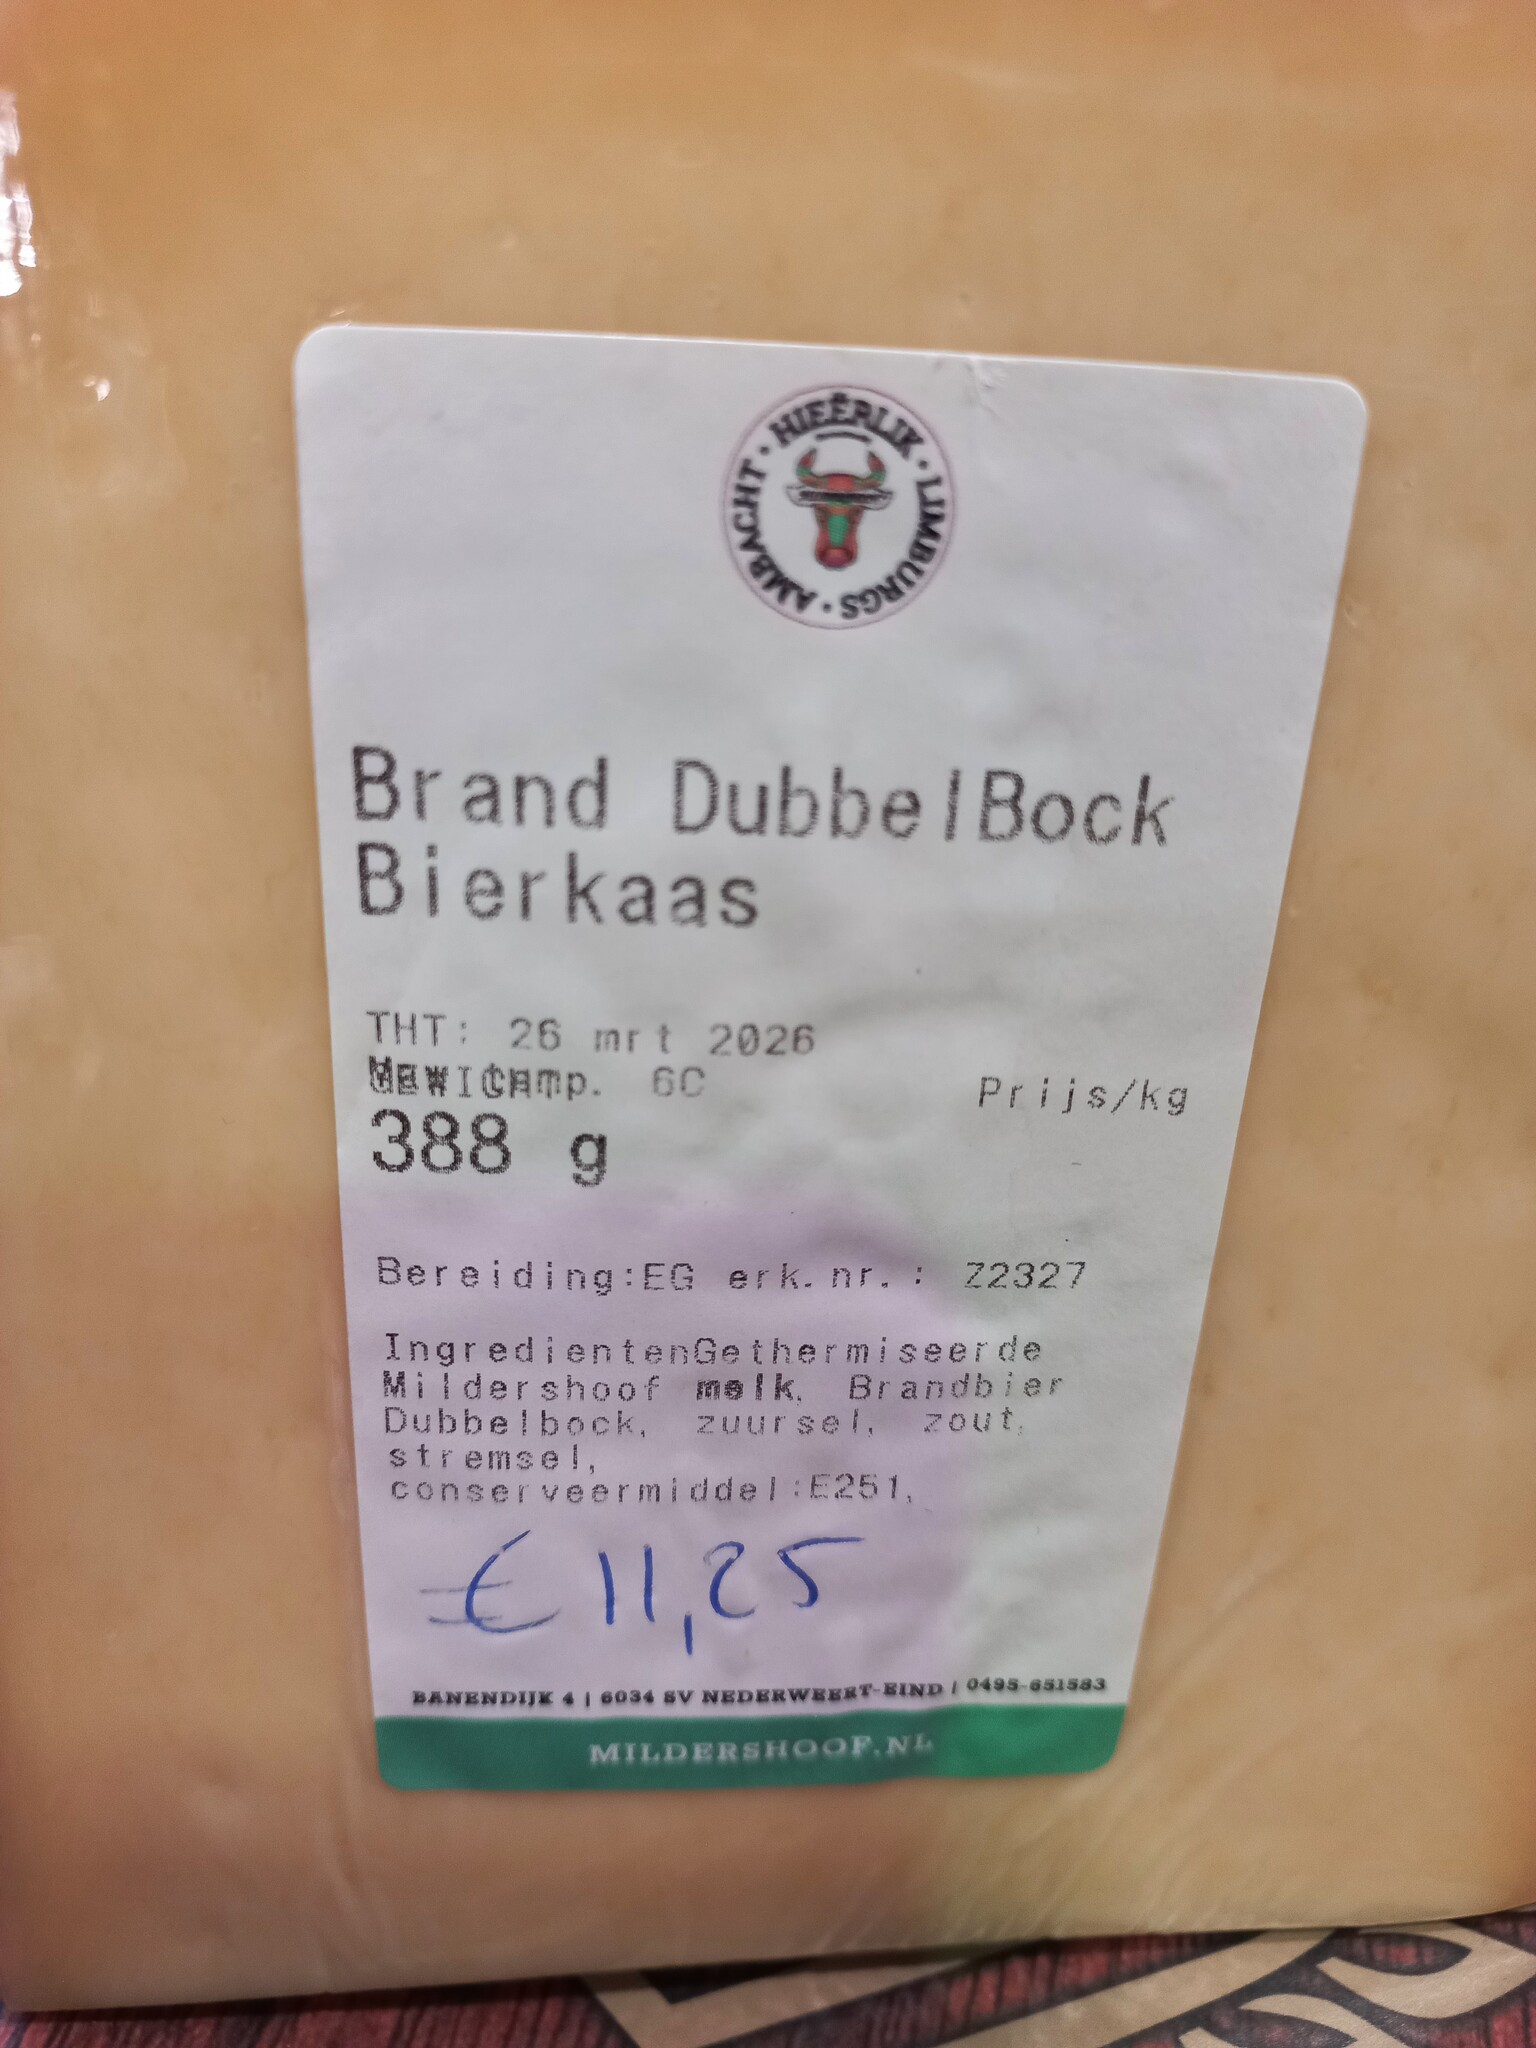 HIEËRLIK · LIMBURGS · AMBACHT ·
Brand DubbelBock
Bierkaas
THT: 26 mrt 2026
6C
Prijs/kg
388 g
Bereiding:EG erk.nr.: Z2327
IngredientenGethermiseerde
Mildershoof melk, Brandbier
Dubbelbock, zuursel, zout,
stremsel,
conserveermiddel:E251,
€ 11,25
BANENDIJK 4 | 6034 SV NEDERWEERT-EIND | 0495-651583
MILDERSHOOF.NL